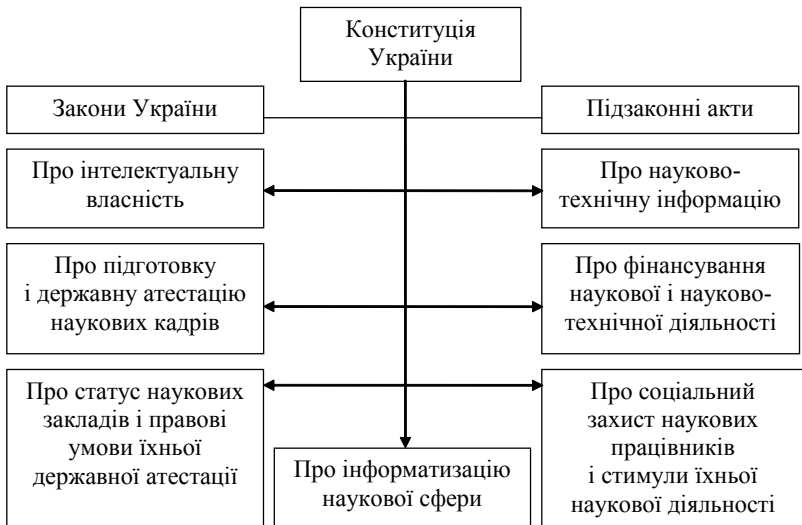 Конституція
України
Закони України
Підзаконні акти
Про інтелектуальну
власність
Про науково-
технічну інформацію
Про підготовку
і державну атестацію
наукових кадрів
Про фінансування
наукової і науково-
технічної діяльності
Про статус наукових
закладів і правові
умови їхньої
державної атестації
Про інформатизацію
наукової сфери
Про соціальний
захист наукових
працівників
і стимули їхньої
наукової діяльності